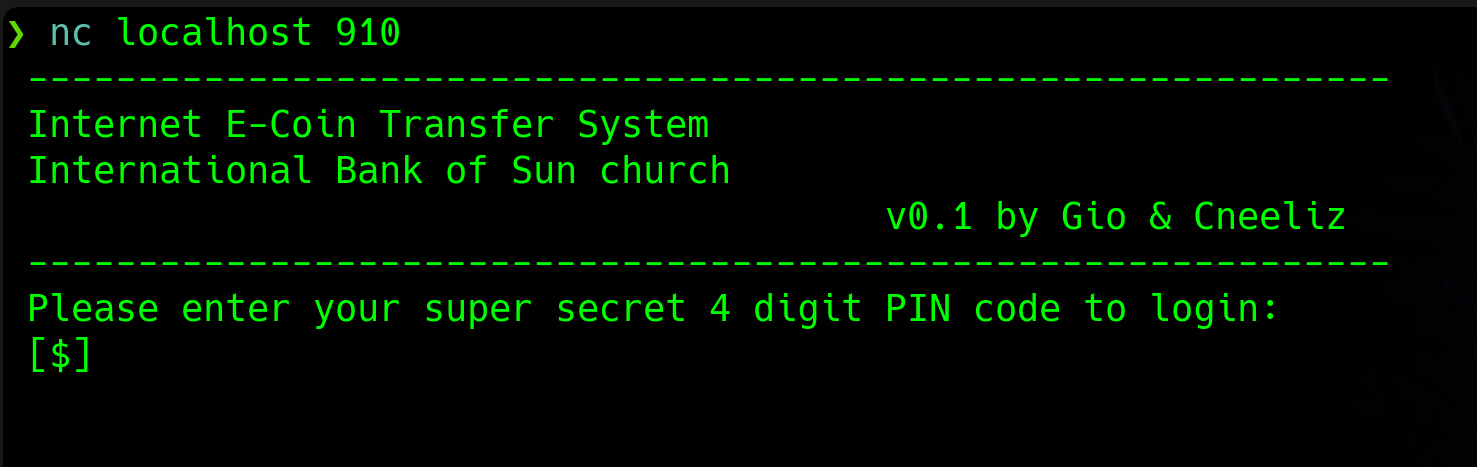 ❯ nc localhost 910
--------------------------------------------------------------
Internet E-Coin Transfer System
International Bank of Sun church
v0.1 by Gio & Cneeliz
--------------------------------------------------------------
Please enter your super secret 4 digit PIN code to login:
[$]